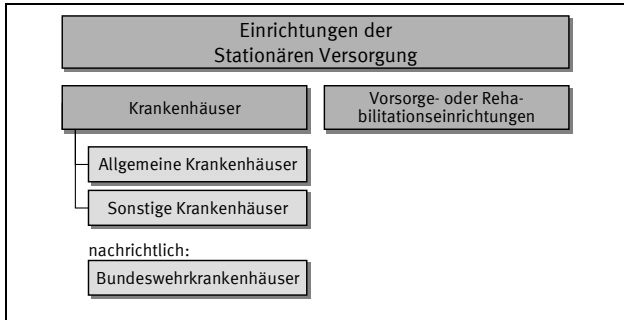 Einrichtungen der
Stationären Versorgung
Krankenhäuser
Vorsorge- oder Reha-
bilitationseinrichtungen
Allgemeine Krankenhäuser
Sonstige Krankenhäuser
nachrichtlich:
Bundeswehrkrankenhäuser